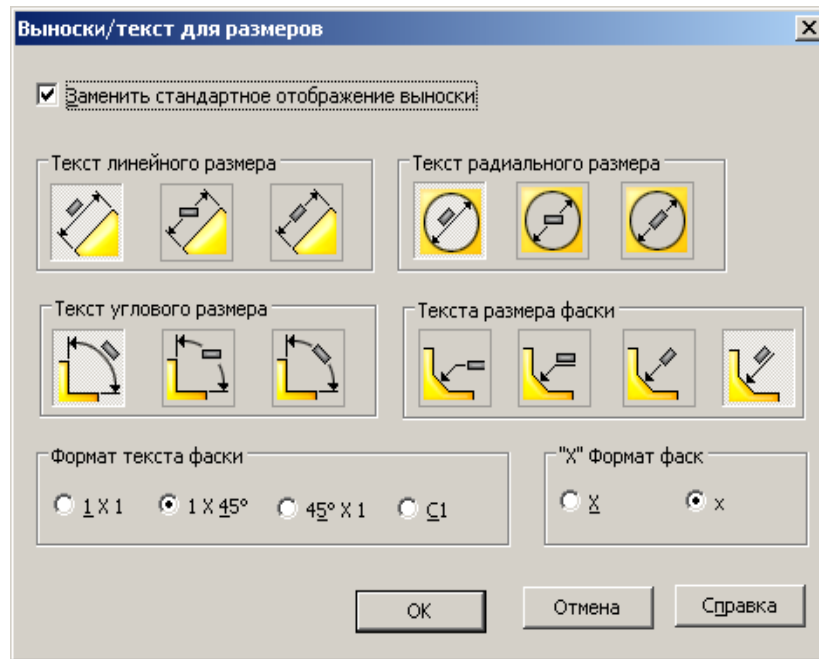 Выноски/текст для размеров
Заменить стандартное отображение выноски
Текст линейного размера
Текст радиального размера
Текст углового размера
Текста размера фаски
Формат текста фаски
1 X 1
1 X 45°
45° X 1
C1
"X" Формат фаск
X
x
OK
Отмена
Справка